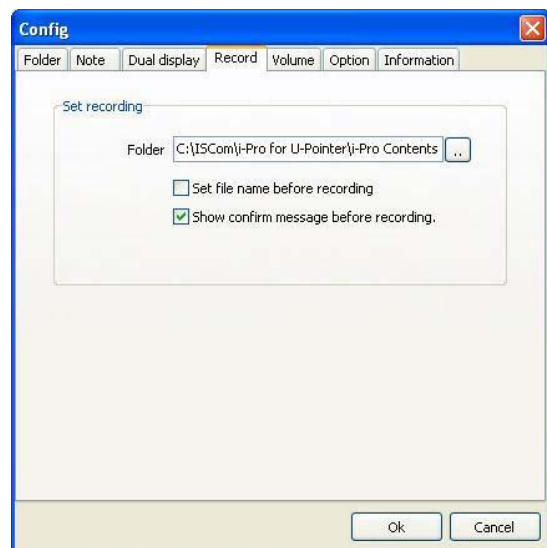 Config
Folder Note Dual display Record Volume Option Information
Set recording
Folder C:\ISCom\i-Pro for U-Pointer\i-Pro Contents ..
Set file name before recording
Show confirm message before recording.
Ok Cancel